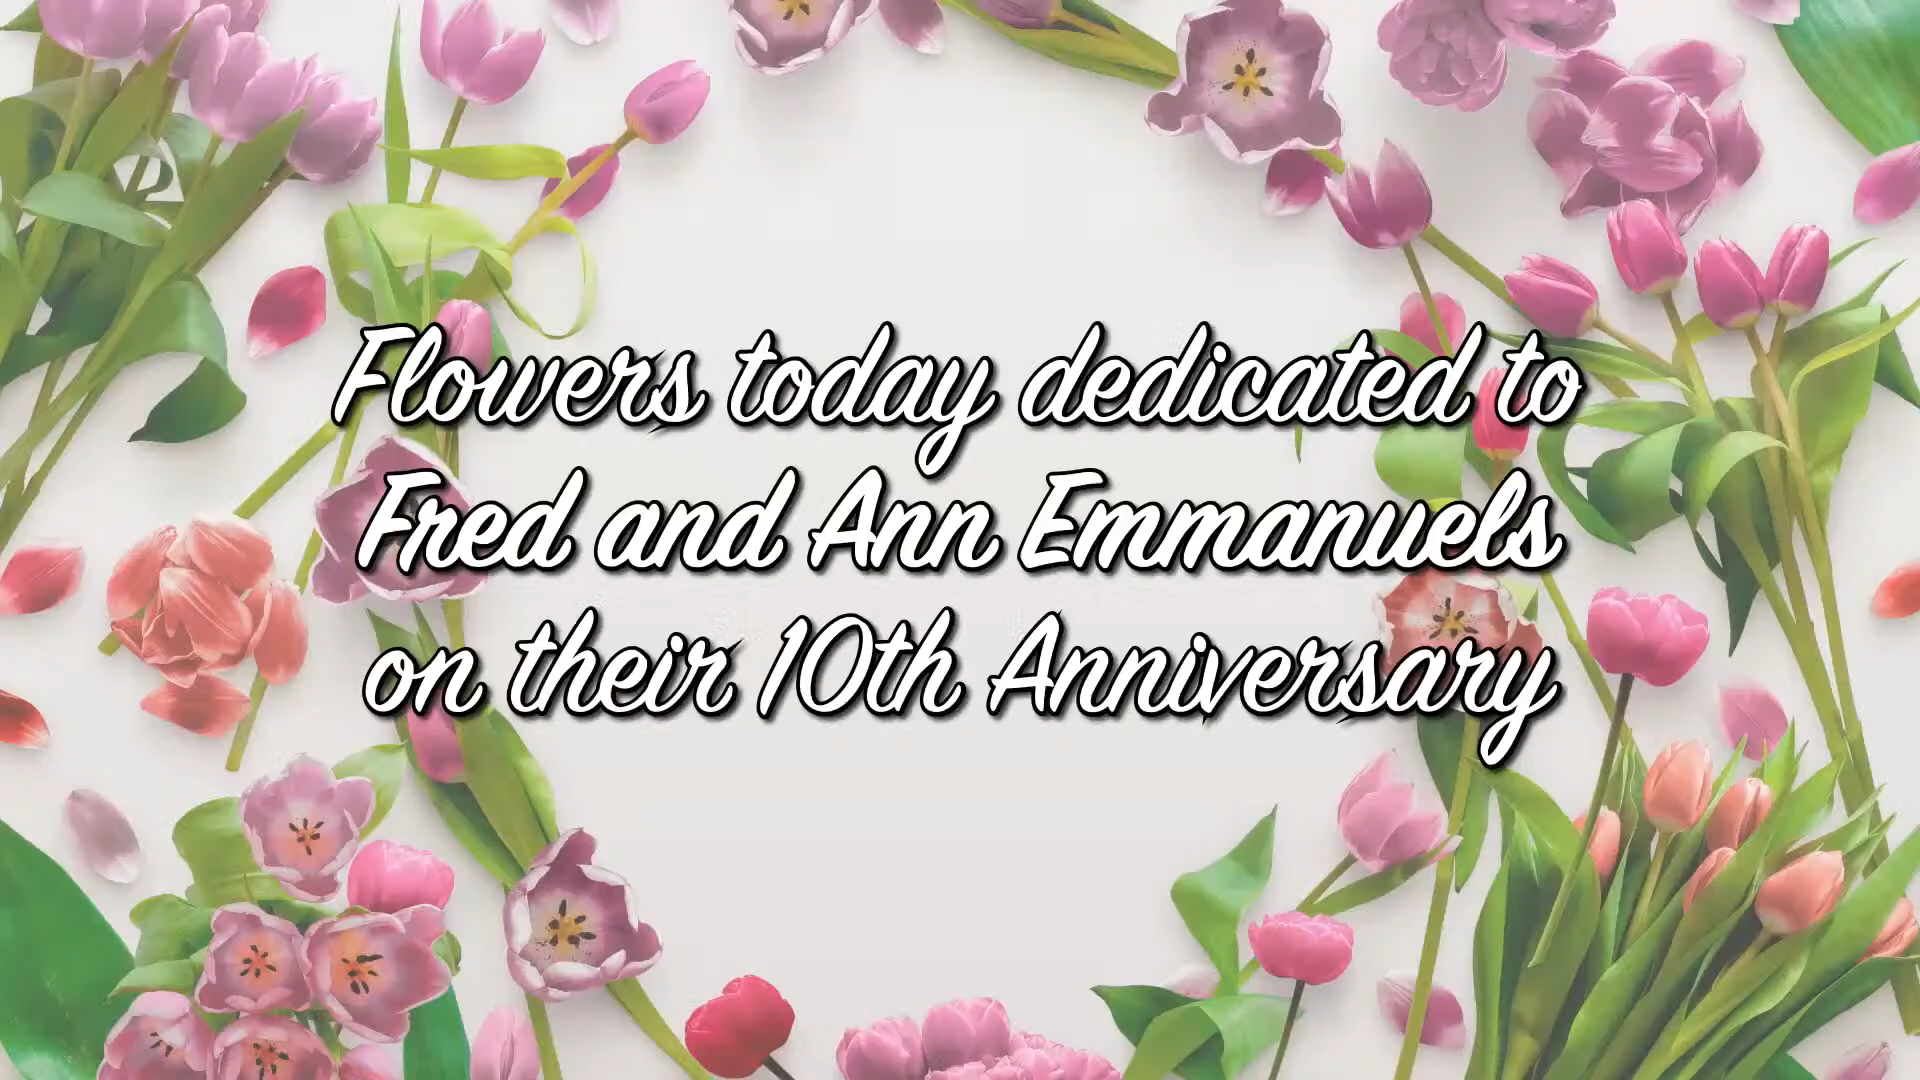 Flowers today dedicated to
Fred and Ann Emmanuels
on their 10th Anniversary